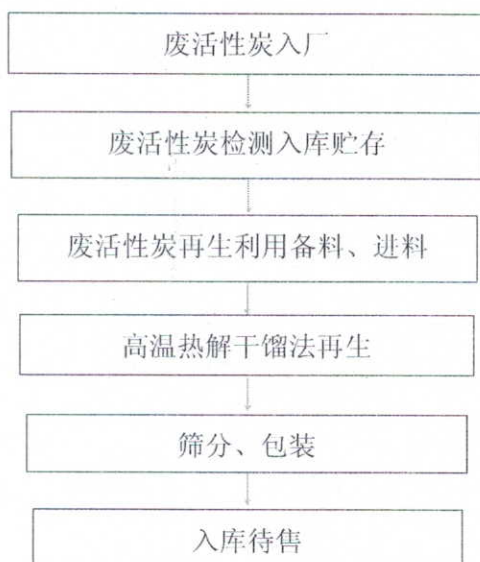 废活性炭入厂
废活性炭检测入库贮存
废活性炭再生利用备料、进料
高温热解干馏法再生
筛分、包装
入库待售